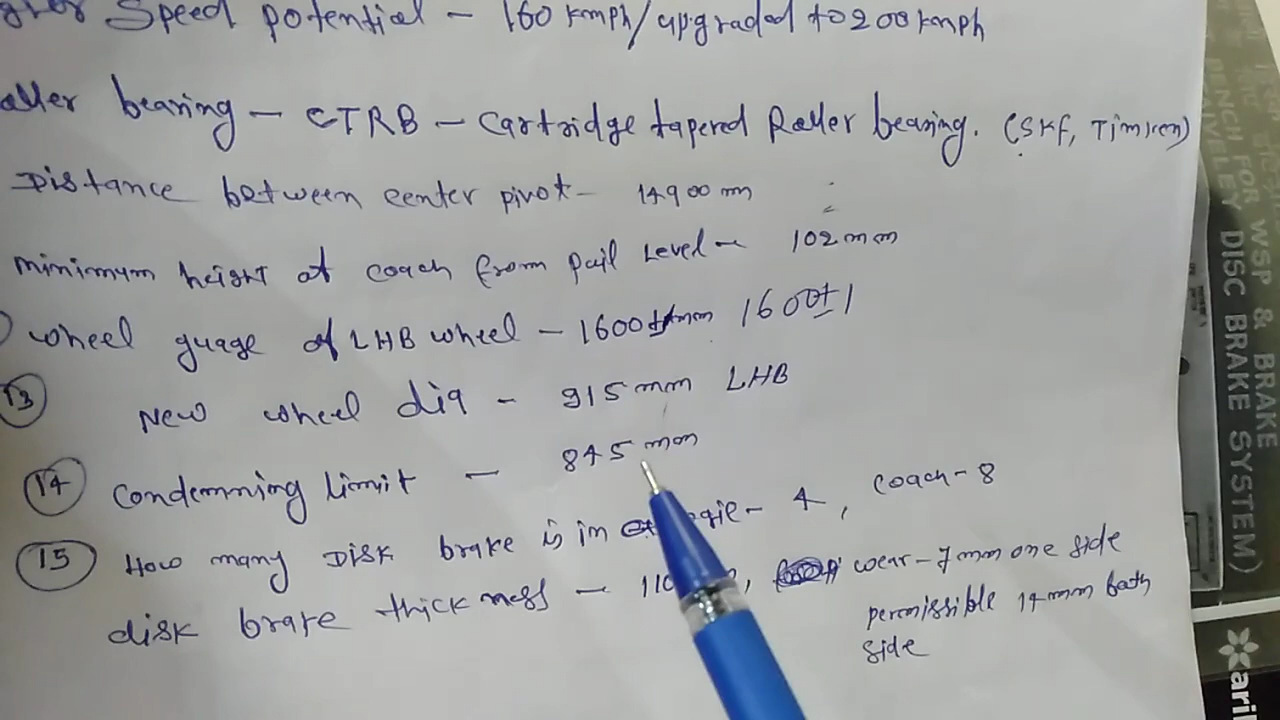 Speed potential - 160 kmph/upgraded to 200 kmph
bearing - CTRB - Cartridge tapered Roller bearing. (SKF, Timken)
Distance between center pivot - 14900 mm
minimum height of coach from rail Level - 102 mm
wheel guage of LHB wheel - 1600 mm 1600±1
13 New wheel dia - 915 mm LHB
14 Condemning limit - 845 mm
15 How many Disk brake is in - 4, coach - 8
disk brake thickness - 110, wear - 7 mm one side
permissible 14 mm both
side
FOR WSP & BRAKE
BENCH
DISC BRAKE SYSTEM)